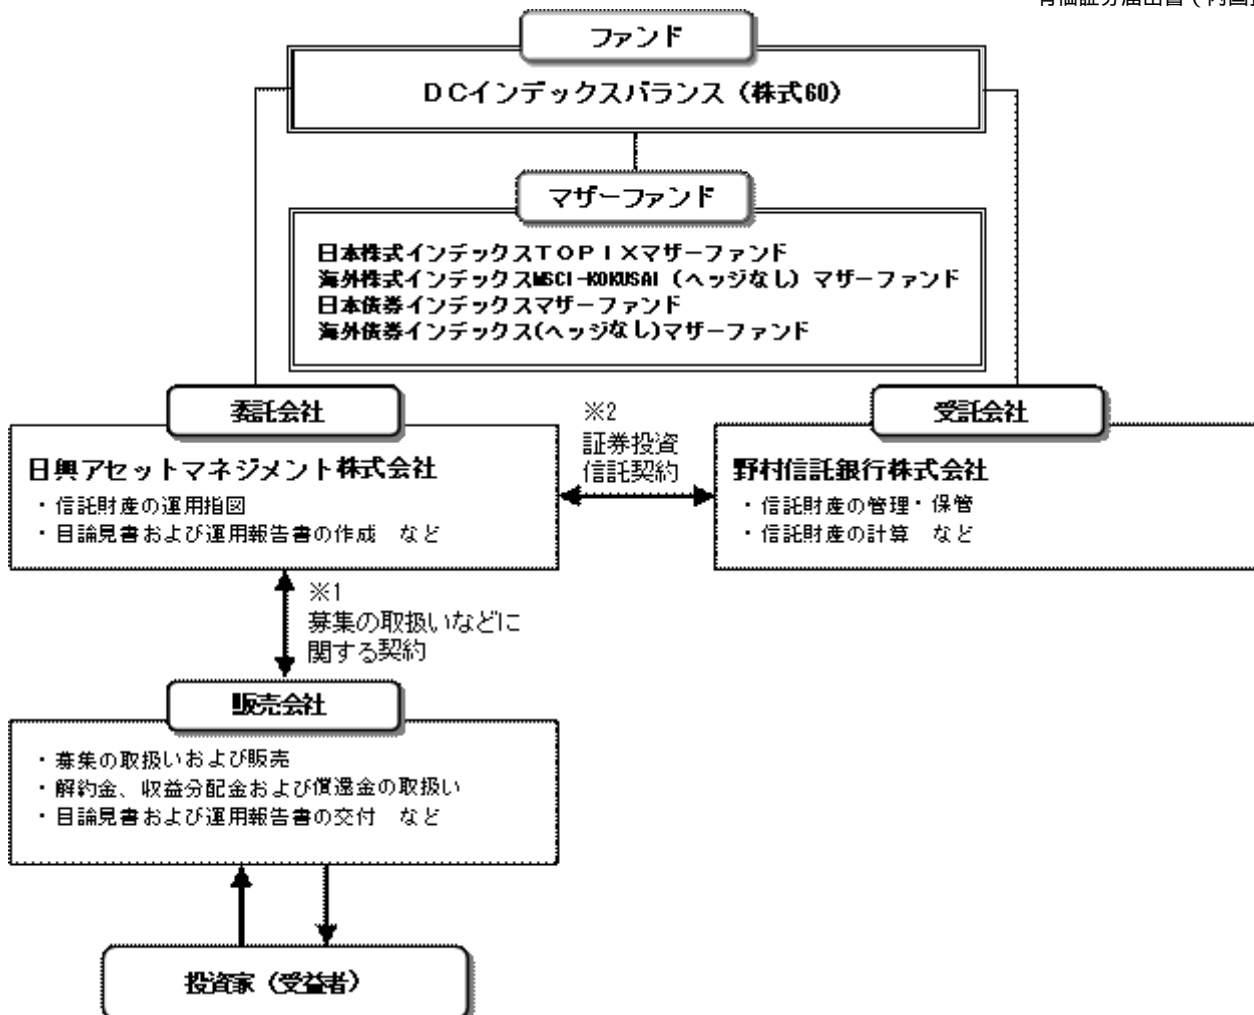 有価証券届出書（内国投
ファンド
ＤＣインデックスバランス（株式60）
マザーファンド
日本株式インデックスＴＯＰＩＸマザーファンド
海外株式インデックスMSCI-KOKUSAI（ヘッジなし）マザーファンド
日本債券インデックスマザーファンド
海外債券インデックス(ヘッジなし)マザーファンド
委託会社
日興アセットマネジメント株式会社
・信託財産の運用指図
・目論見書および運用報告書の作成　など
※2
証券投資
信託契約
受託会社
野村信託銀行株式会社
・信託財産の管理・保管
・信託財産の計算　など
※1
募集の取扱いなどに
関する契約
販売会社
・募集の取扱いおよび販売
・解約金、収益分配金および償還金の取扱い
・目論見書および運用報告書の交付　など
投資家（受益者）